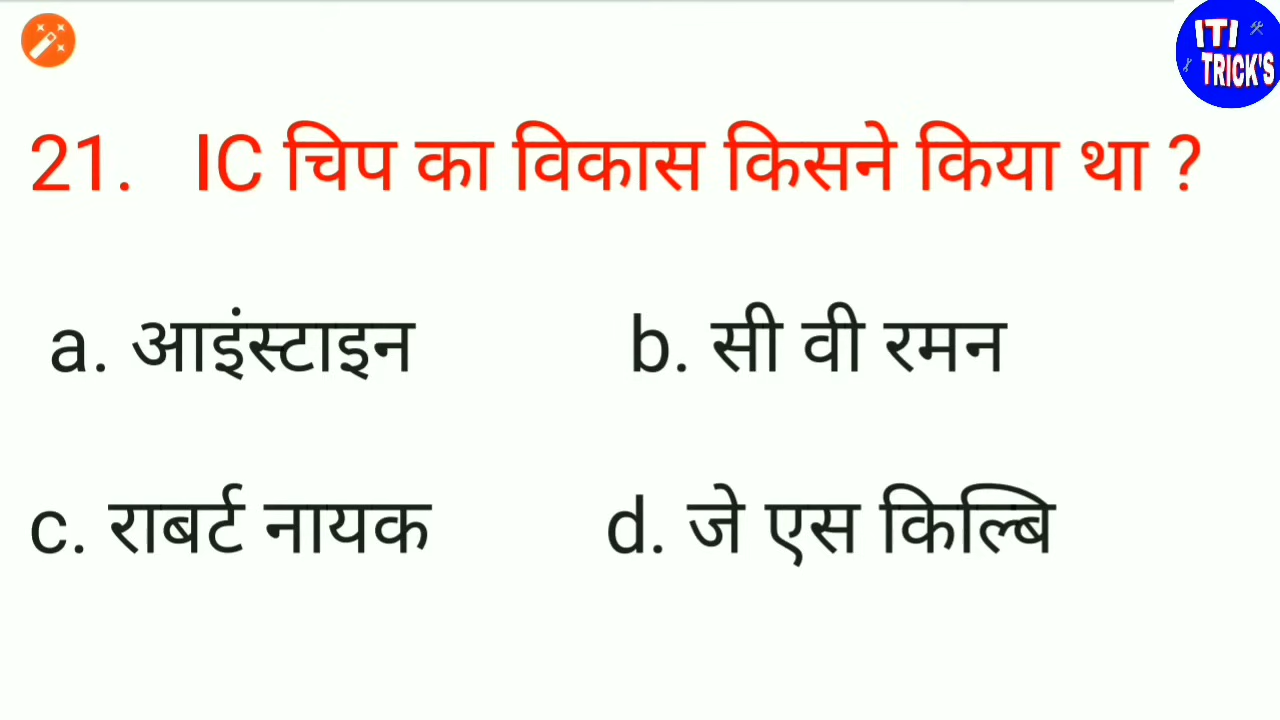 ITI
TRICK'S
21. IC चिप का विकास किसने किया था ?
a. आइंस्टाइन b. सी वी रमन
c. राबर्ट नायक d. जे एस किल्बि